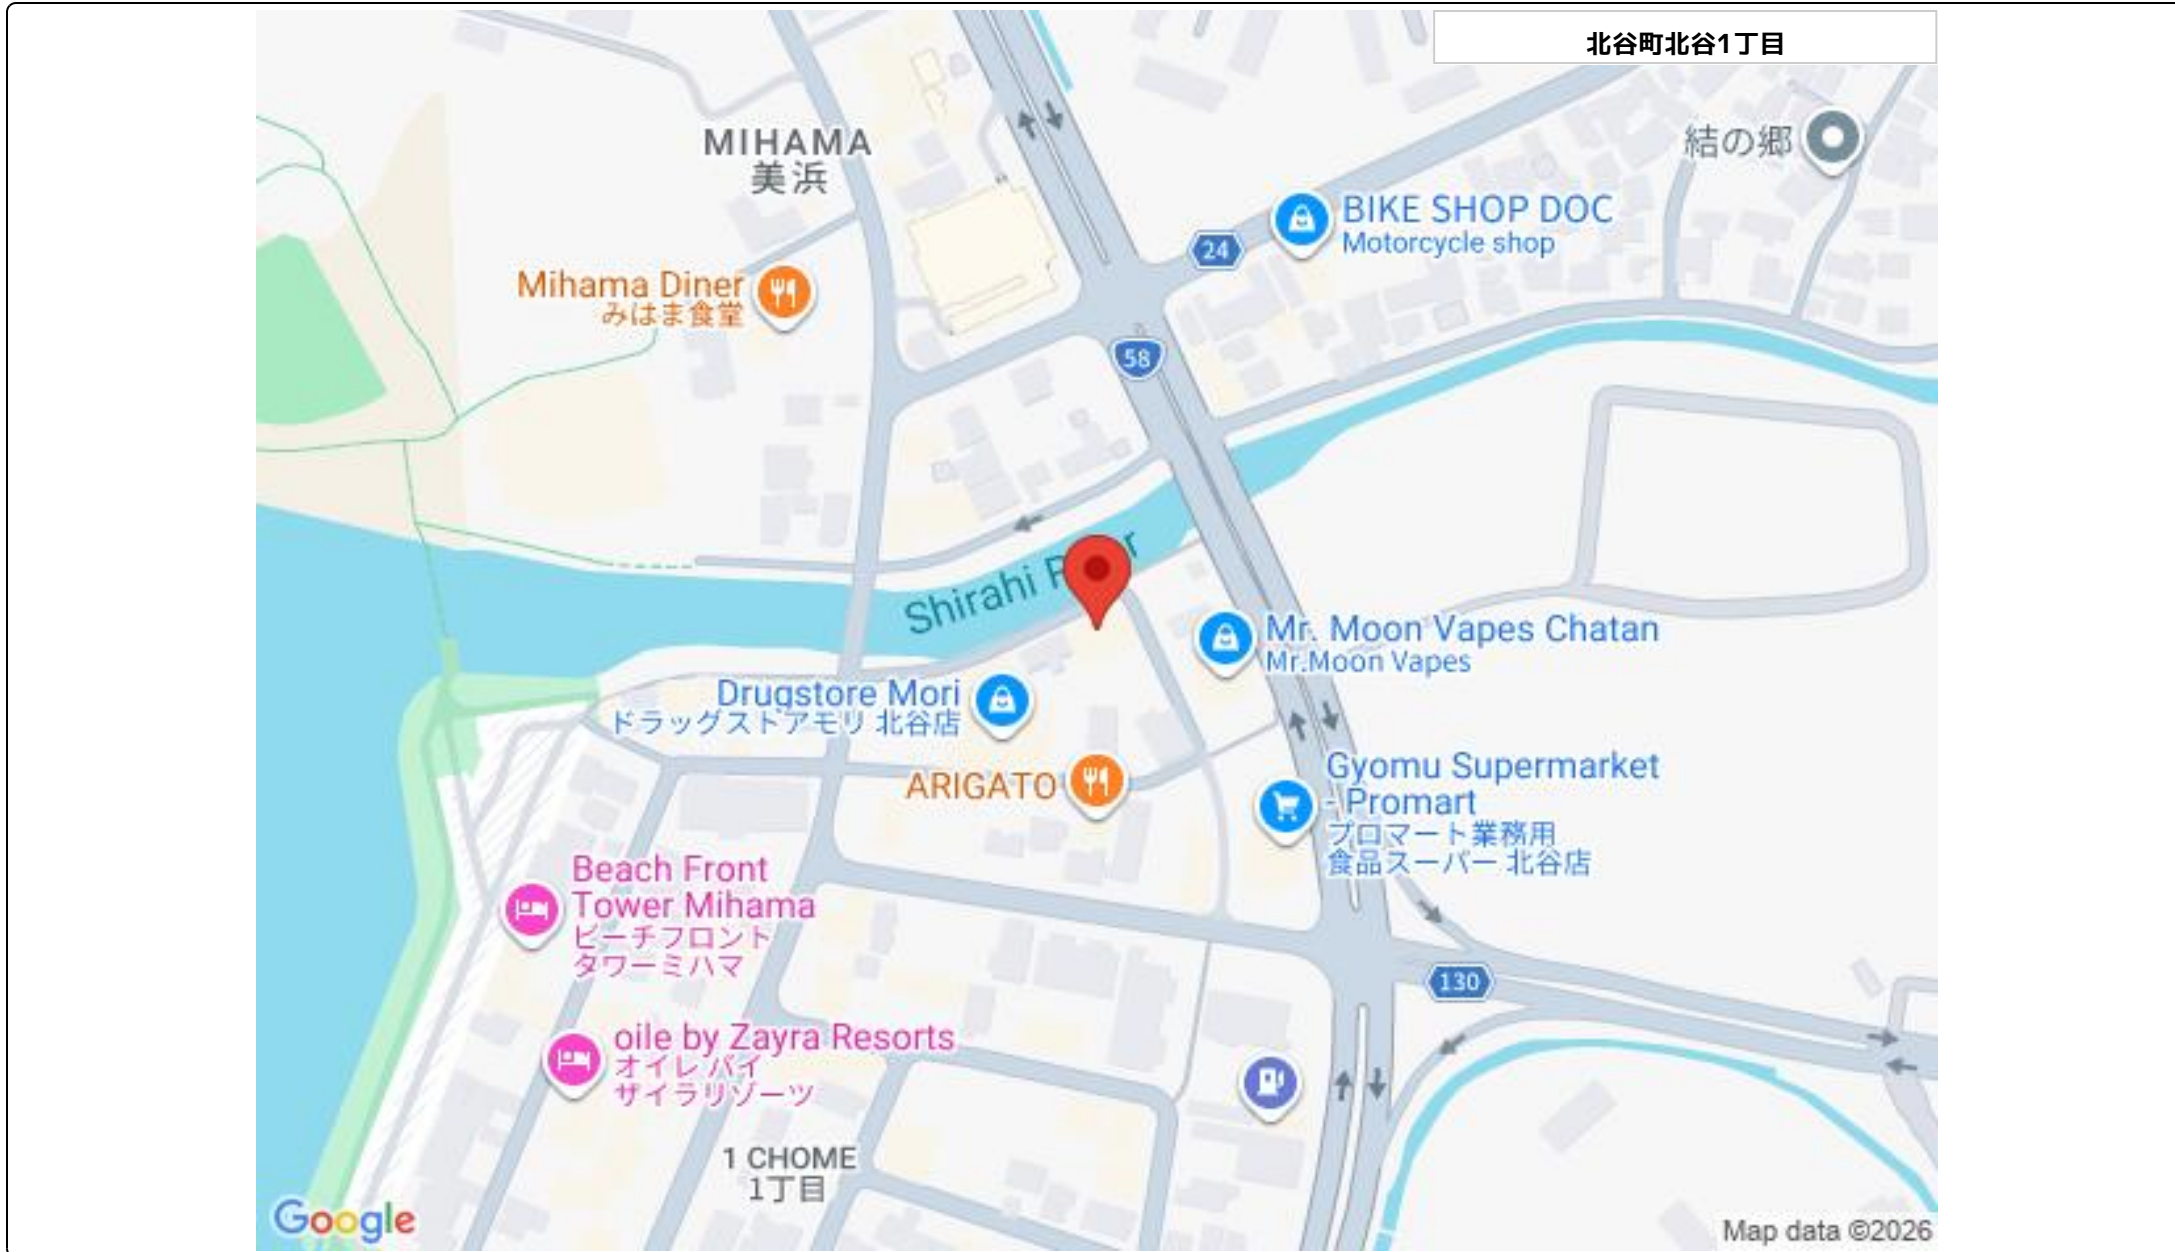 北谷町北谷1丁目
MIHAMA
美浜
結の郷
BIKE SHOP DOC
Motorcycle shop
24
Mihama Diner
みはま食堂
58
Shirahi
Mr. Moon Vapes Chatan
Mr.Moon Vapes
Drugstore Mori
ドラッグストアモリ 北谷店
ARIGATO
Gyomu Supermarket
- Promart
プロマート業務用
食品スーパー 北谷店
Beach Front
Tower Mihama
ビーチフロント
タワーミハマ
130
oile by Zayra Resorts
オイレ バイ
ザイラリゾーツ
1 CHOME
1丁目
Google
Map data ©2026